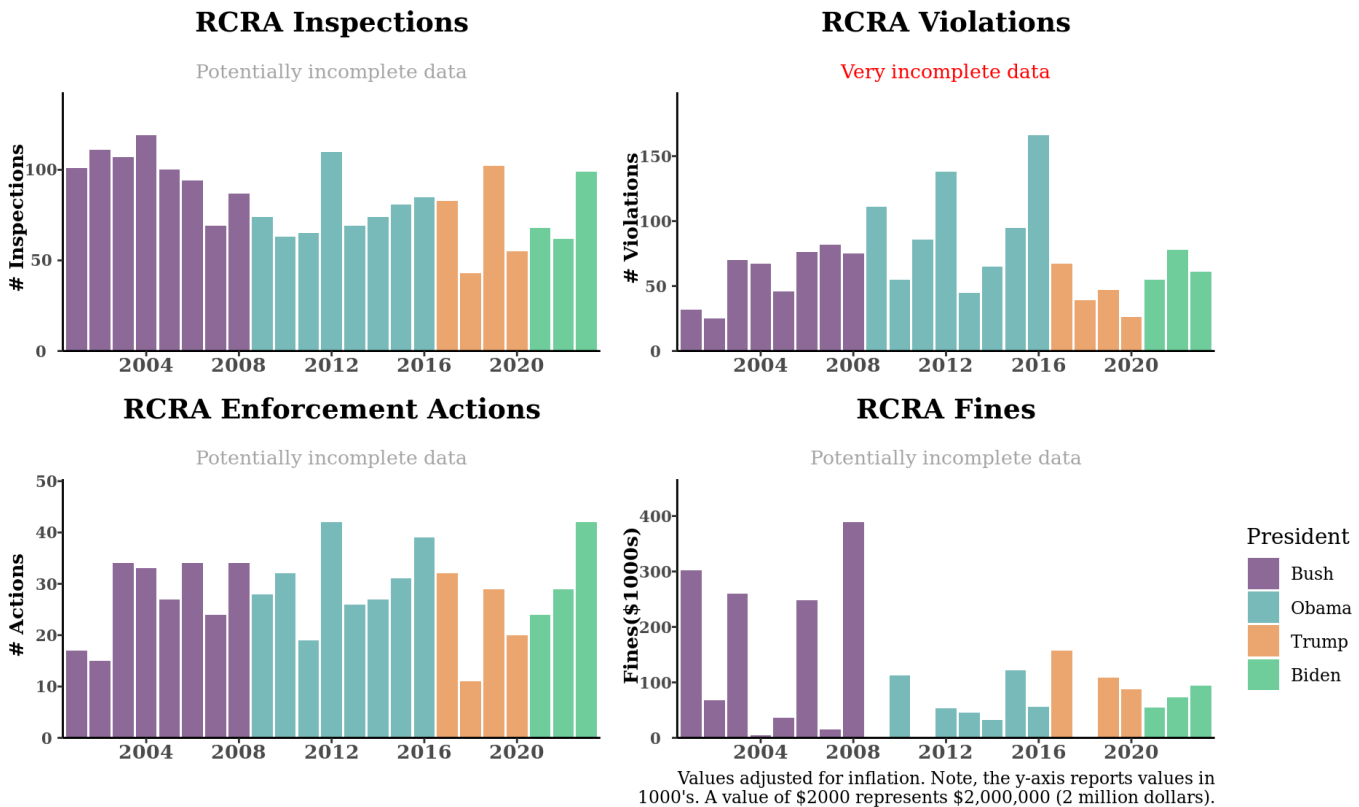 RCRA Inspections
Potentially incomplete data
# Inspections
100
50
0
2004 2008 2012 2016 2020
RCRA Violations
Very incomplete data
# Violations
150
100
50
0
2004 2008 2012 2016 2020
RCRA Enforcement Actions
Potentially incomplete data
# Actions
50
40
30
20
10
0
2004 2008 2012 2016 2020
RCRA Fines
Potentially incomplete data
Fines($1000s)
400
300
200
100
0
2004 2008 2012 2016 2020
President
Bush
Obama
Trump
Biden
Values adjusted for inflation. Note, the y-axis reports values in
1000's. A value of $2000 represents $2,000,000 (2 million dollars).